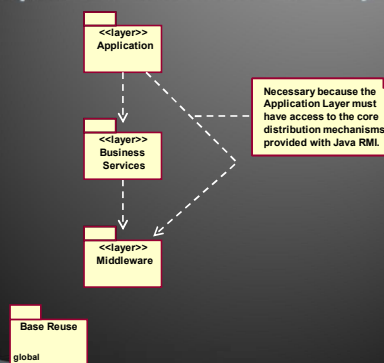 <<layer>>
Application
Necessary because the
Application Layer must
have access to the core
distribution mechanisms
provided with Java RMI.
<<layer>>
Business
Services
<<layer>>
Middleware
Base Reuse
global